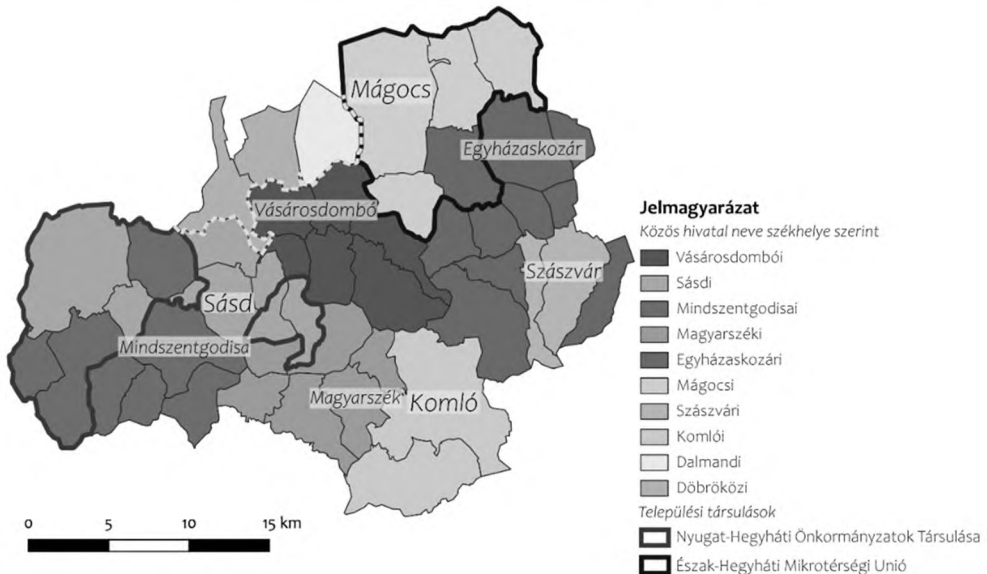 Mágocs
Egyházaskozár
Vásárosdombó
Szászvár
Sásd
Mindszentgodisa
Magyarszék
Komló
0 5 10 15 km
Jelmagyarázat
Közös hivatal neve székhelye szerint
Vásárosdombói
Sásdi
Mindszentgodisai
Magyarszéki
Egyházaskozári
Mágocsi
Szászvári
Komlói
Dalmandi
Döbröközi
Települési társulások
Nyugat-Hegyháti Önkormányzatok Társulása
Észak-Hegyháti Mikrotérségi Unió